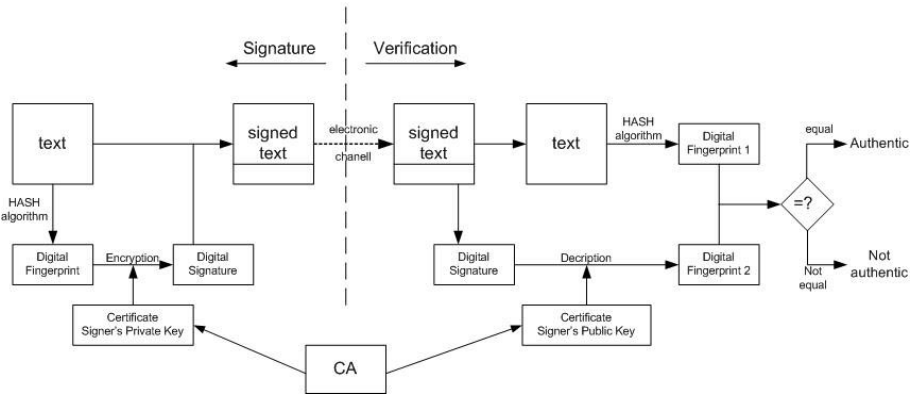 Signature
Verification
text
signed
text
electronic
chanell
signed
text
text
HASH
algorithm
Digital
Fingerprint 1
equal
Authentic
=?
HASH
algorithm
Digital
Fingerprint
Encryption
Digital
Signature
Digital
Signature
Decription
Digital
Fingerprint 2
Not
equal
Not
authentic
Certificate
Signer's Private Key
Certificate
Signer's Public Key
CA